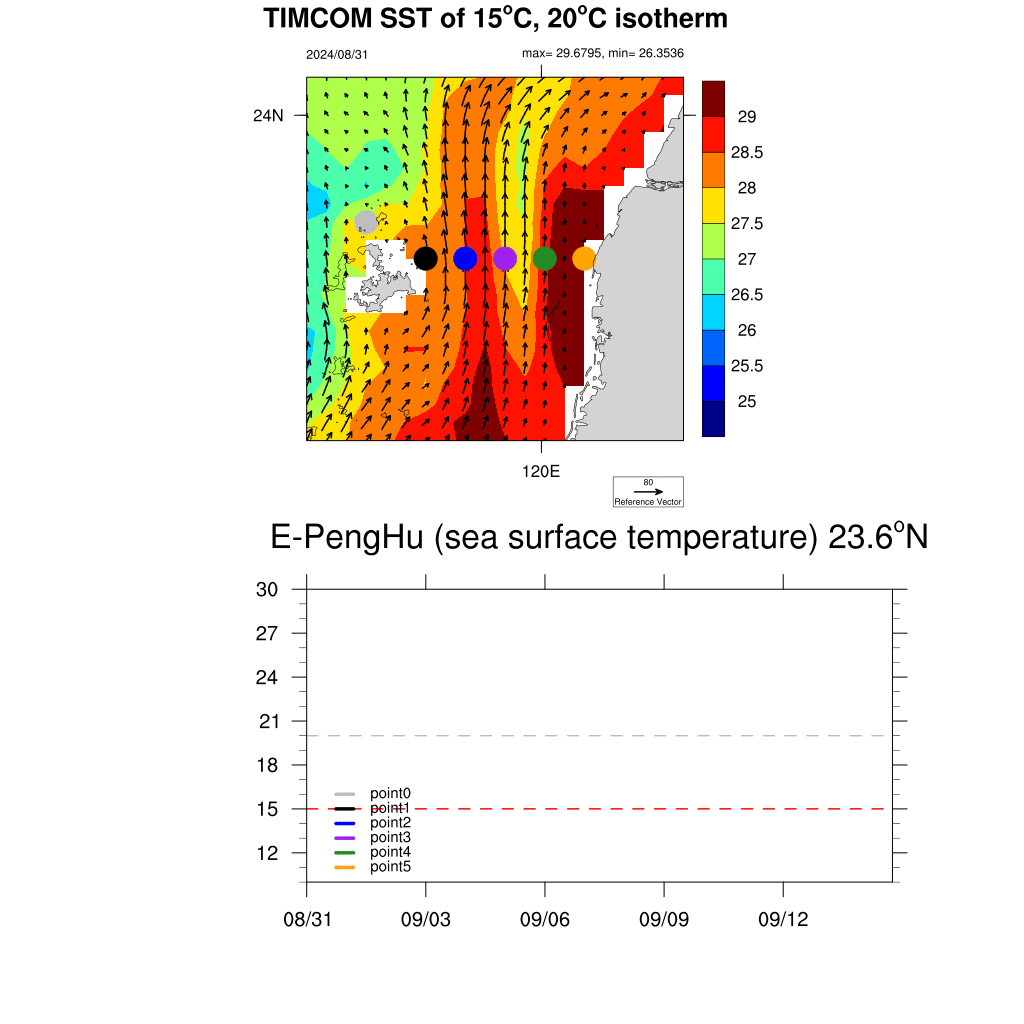 TIMCOM SST of 15°C, 20°C isotherm
2024/08/31
max= 29.6795, min= 26.3536
24N
120E
29
28.5
28
27.5
27
26.5
26
25.5
25
80
Reference Vector
E-PengHu (sea surface temperature) 23.6°N
30
27
24
21
18
15
12
point0
point1
point2
point3
point4
point5
08/31
09/03
09/06
09/09
09/12